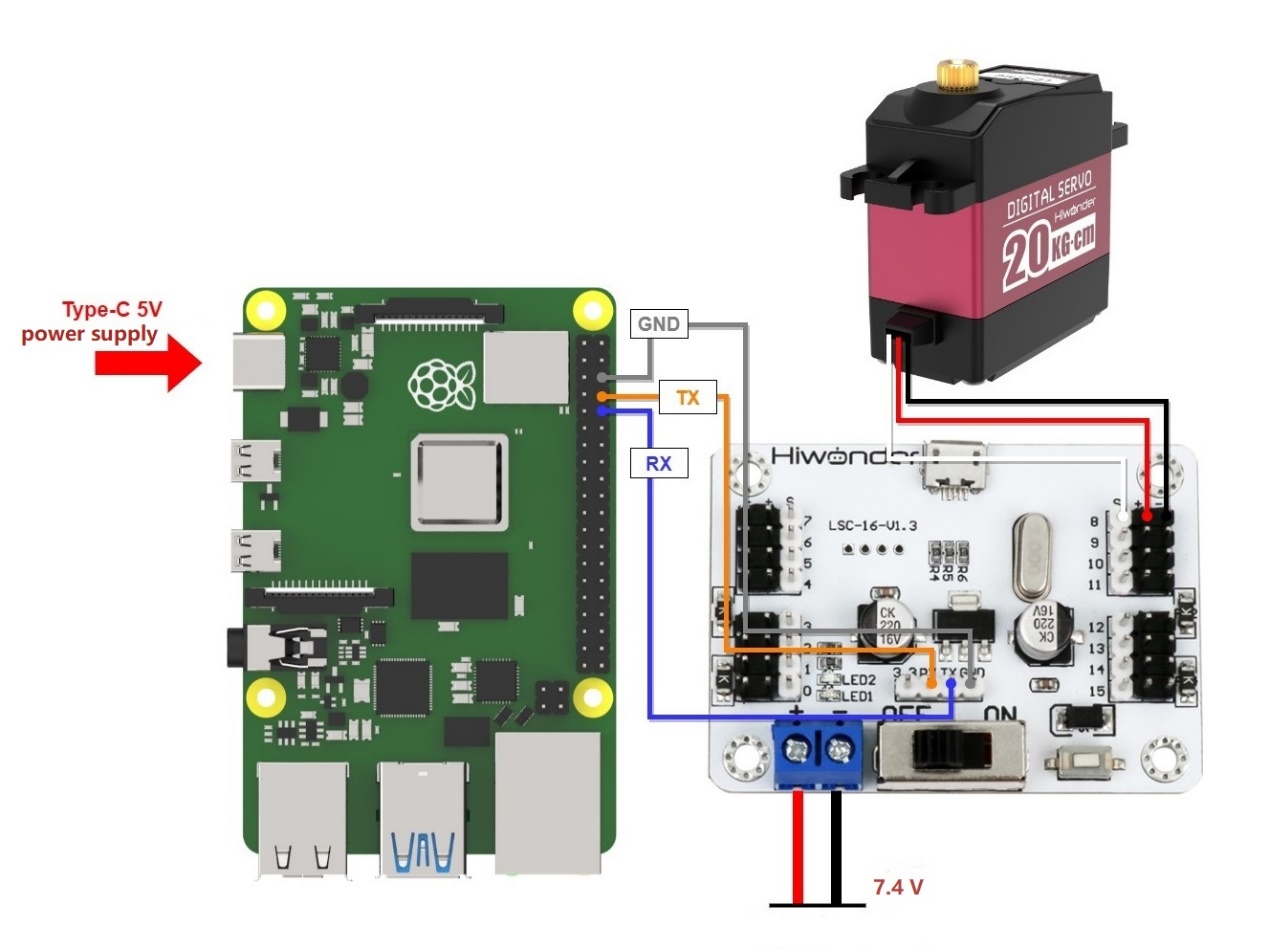 DIGITAL SERVO
Hiwonder
20 KG·cm
Type-C 5V
power supply
GND
TX
RX
Hiwonder
LSC-16-V1.3
S
7
6
5
4
R4
R5
R6
+
8
9
10
11
CK
220
16V
CK
220
16V
3
2
1
0
12
13
14
15
K
K
K
K
3.3
TX
GND
LED2
LED1
+ -
OFF
ON
7.4 V